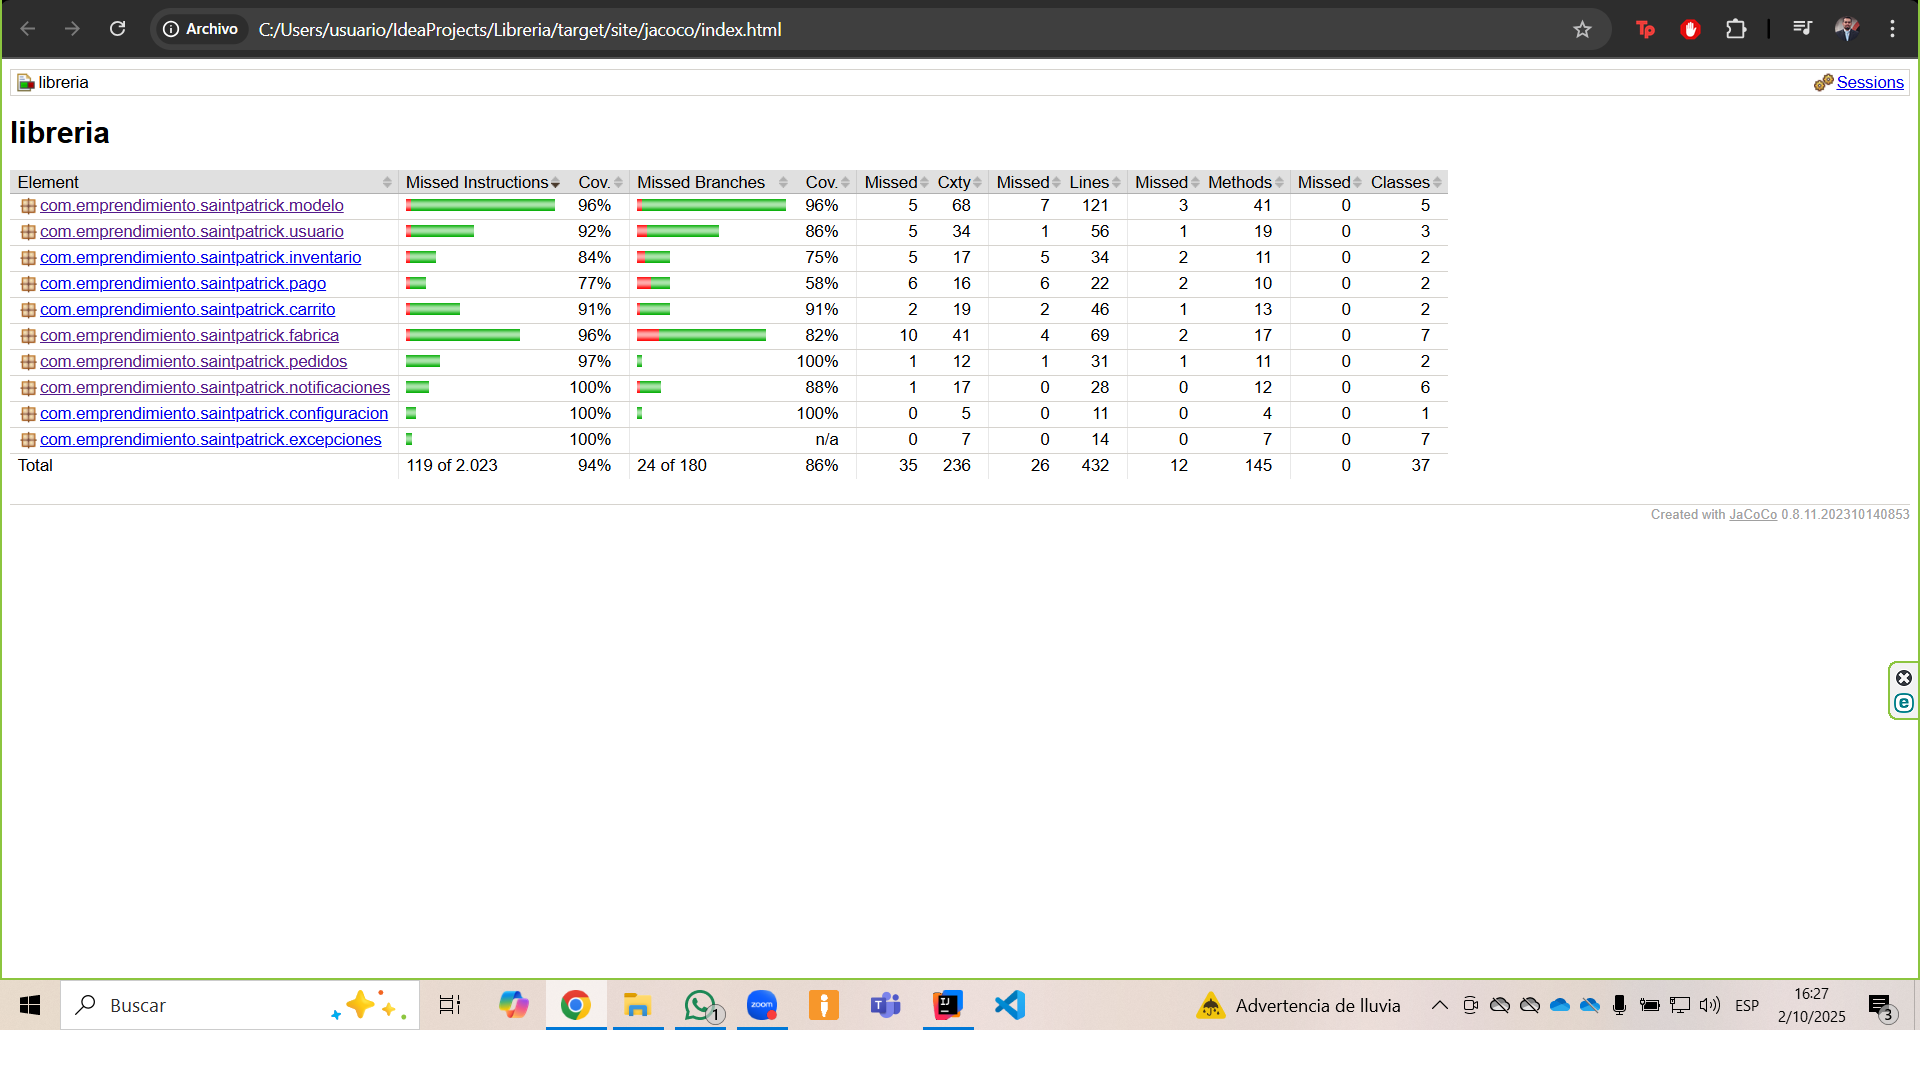 Archivo C:/Users/usuario/IdeaProjects/Libreria/target/site/jacoco/index.html
libreria Sessions
libreria
Element Missed Instructions Cov. Missed Branches Cov. Missed Cxty Missed Lines Missed Methods Missed Classes
com.emprendimiento.saintpatrick.modelo 96% 96% 5 68 7 121 3 41 0 5
com.emprendimiento.saintpatrick.usuario 92% 86% 5 34 1 56 1 19 0 3
com.emprendimiento.saintpatrick.inventario 84% 75% 5 17 5 34 2 11 0 2
com.emprendimiento.saintpatrick.pago 77% 58% 6 16 6 22 2 10 0 2
com.emprendimiento.saintpatrick.carrito 91% 91% 2 19 2 46 1 13 0 2
com.emprendimiento.saintpatrick.fabrica 96% 82% 10 41 4 69 2 17 0 7
com.emprendimiento.saintpatrick.pedidos 97% 100% 1 12 1 31 1 11 0 2
com.emprendimiento.saintpatrick.notificaciones 100% 88% 1 17 0 28 0 12 0 6
com.emprendimiento.saintpatrick.configuracion 100% 100% 0 5 0 11 0 4 0 1
com.emprendimiento.saintpatrick.excepciones 100% n/a 0 7 0 14 0 7 0 7
Total 119 of 2.023 94% 24 of 180 86% 35 236 26 432 12 145 0 37
Created with JaCoCo 0.8.11.202310140853
Buscar
zoom
1
Advertencia de lluvia
ESP
16:27
2/10/2025
3